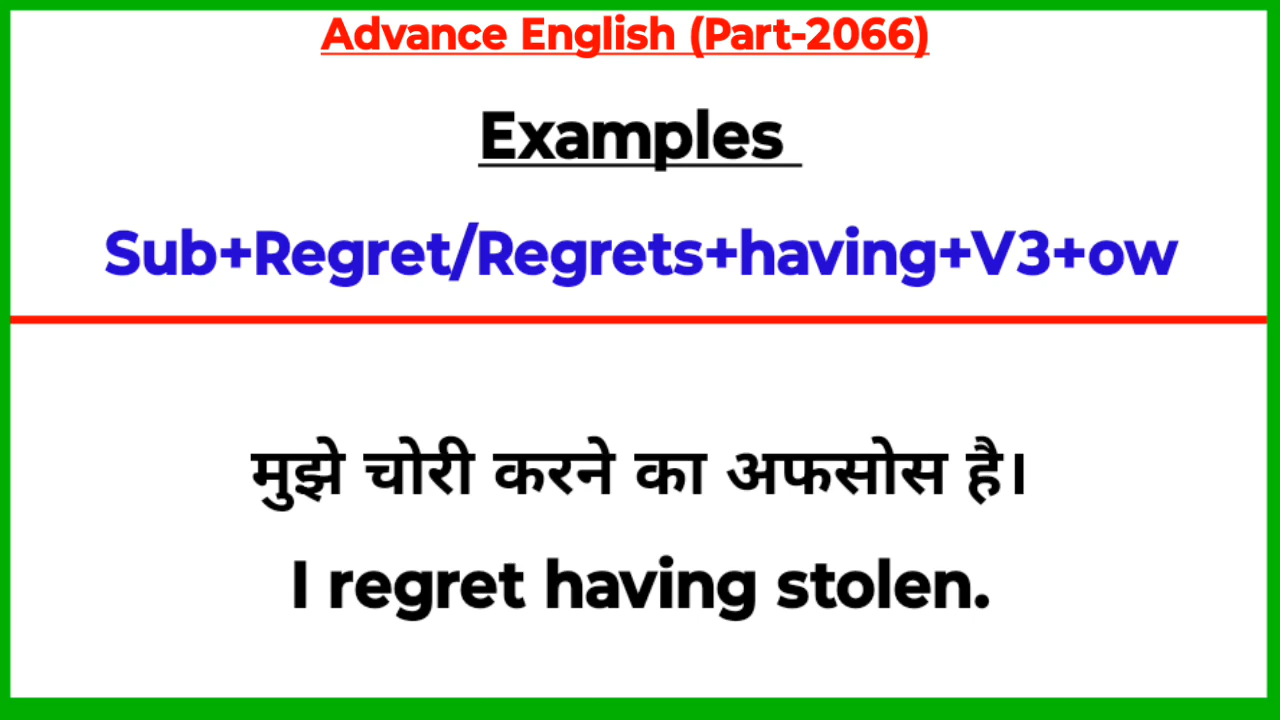 Advance English (Part-2066)
Examples
Sub+Regret/Regrets+having+V3+ow
मुझे चोरी करने का अफसोस है।
I regret having stolen.